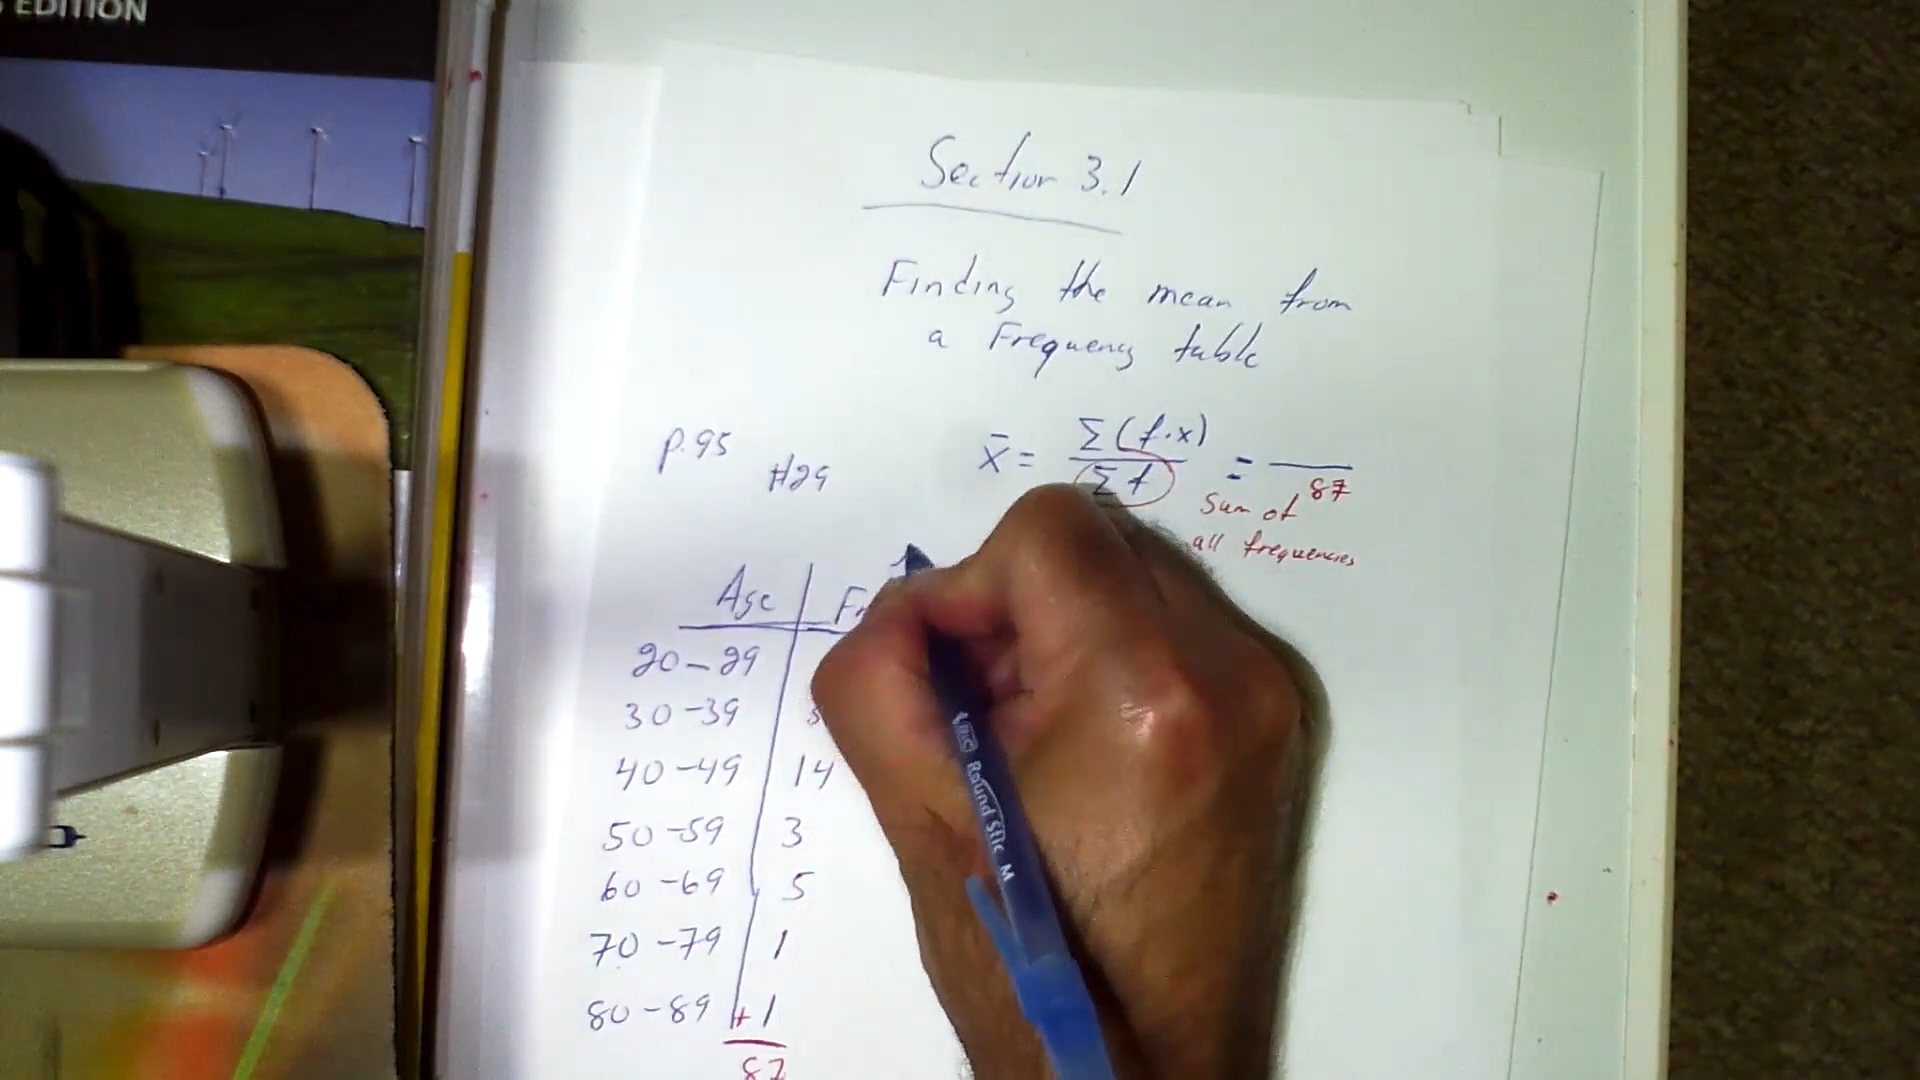 EDITION
Section 3.1
Finding the mean from
a Frequency table
P.95
#29
x̄ = Σ(f·x) / Σf = __ / 87
Sum of
all frequencies
Age
20-29
30-39
40-49 14
50-59 3
60-69 5
70-79 1
80-89 +1
87
BIC Round Stic M